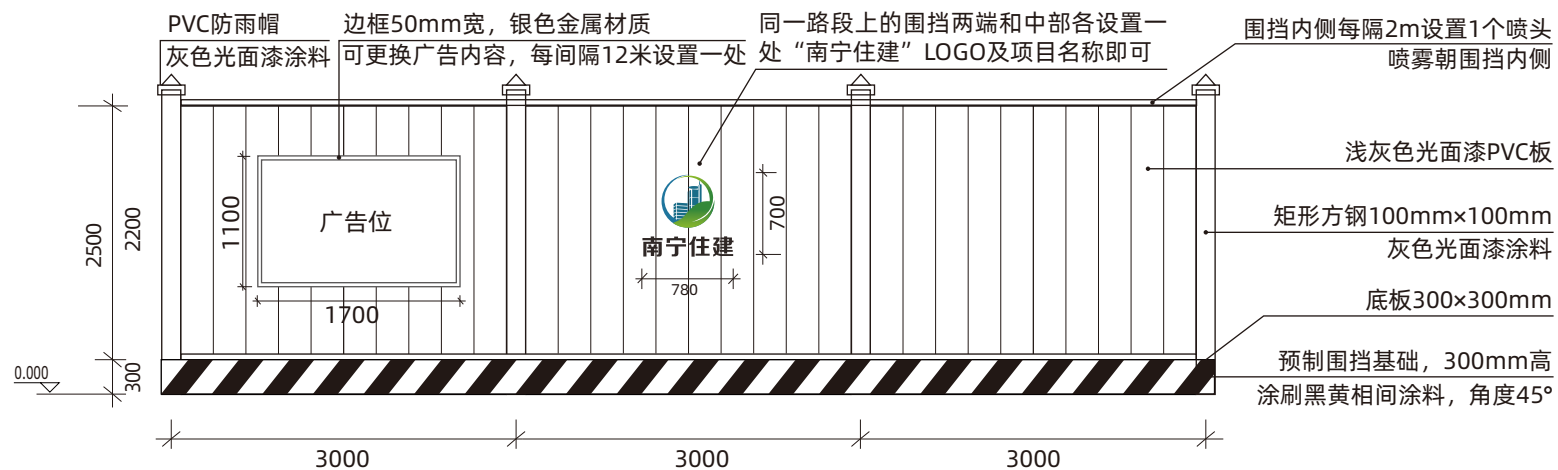 PVC防雨帽
灰色光面漆涂料
边框50mm宽，银色金属材质
可更换广告内容，每间隔12米设置一处
同一路段上的围挡两端和中部各设置一
处“南宁住建”LOGO及项目名称即可
围挡内侧每隔2m设置1个喷头
喷雾朝围挡内侧
浅灰色光面漆PVC板
矩形方钢100mm×100mm
灰色光面漆涂料
底板300×300mm
预制围挡基础，300mm高
涂刷黑黄相间涂料，角度45°
2500
2200
300
0.000
1100
广告位
1700
南宁住建
700
780
3000
3000
3000